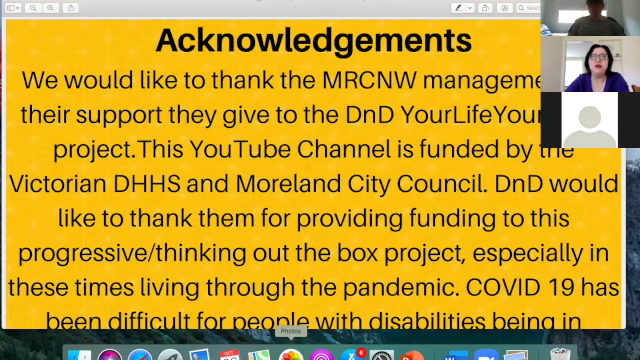 Acknowledgements
We would like to thank the MRCNW manageme
their support they give to the DnD YourLifeYour
project.This YouTube Channel is funded by the
Victorian DHHS and Moreland City Council. DnD would
like to thank them for providing funding to this
progressive/thinking out the box project, especially in
these times living through the pandemic. COVID 19 has
been difficult for people with disabilities being in
Photos